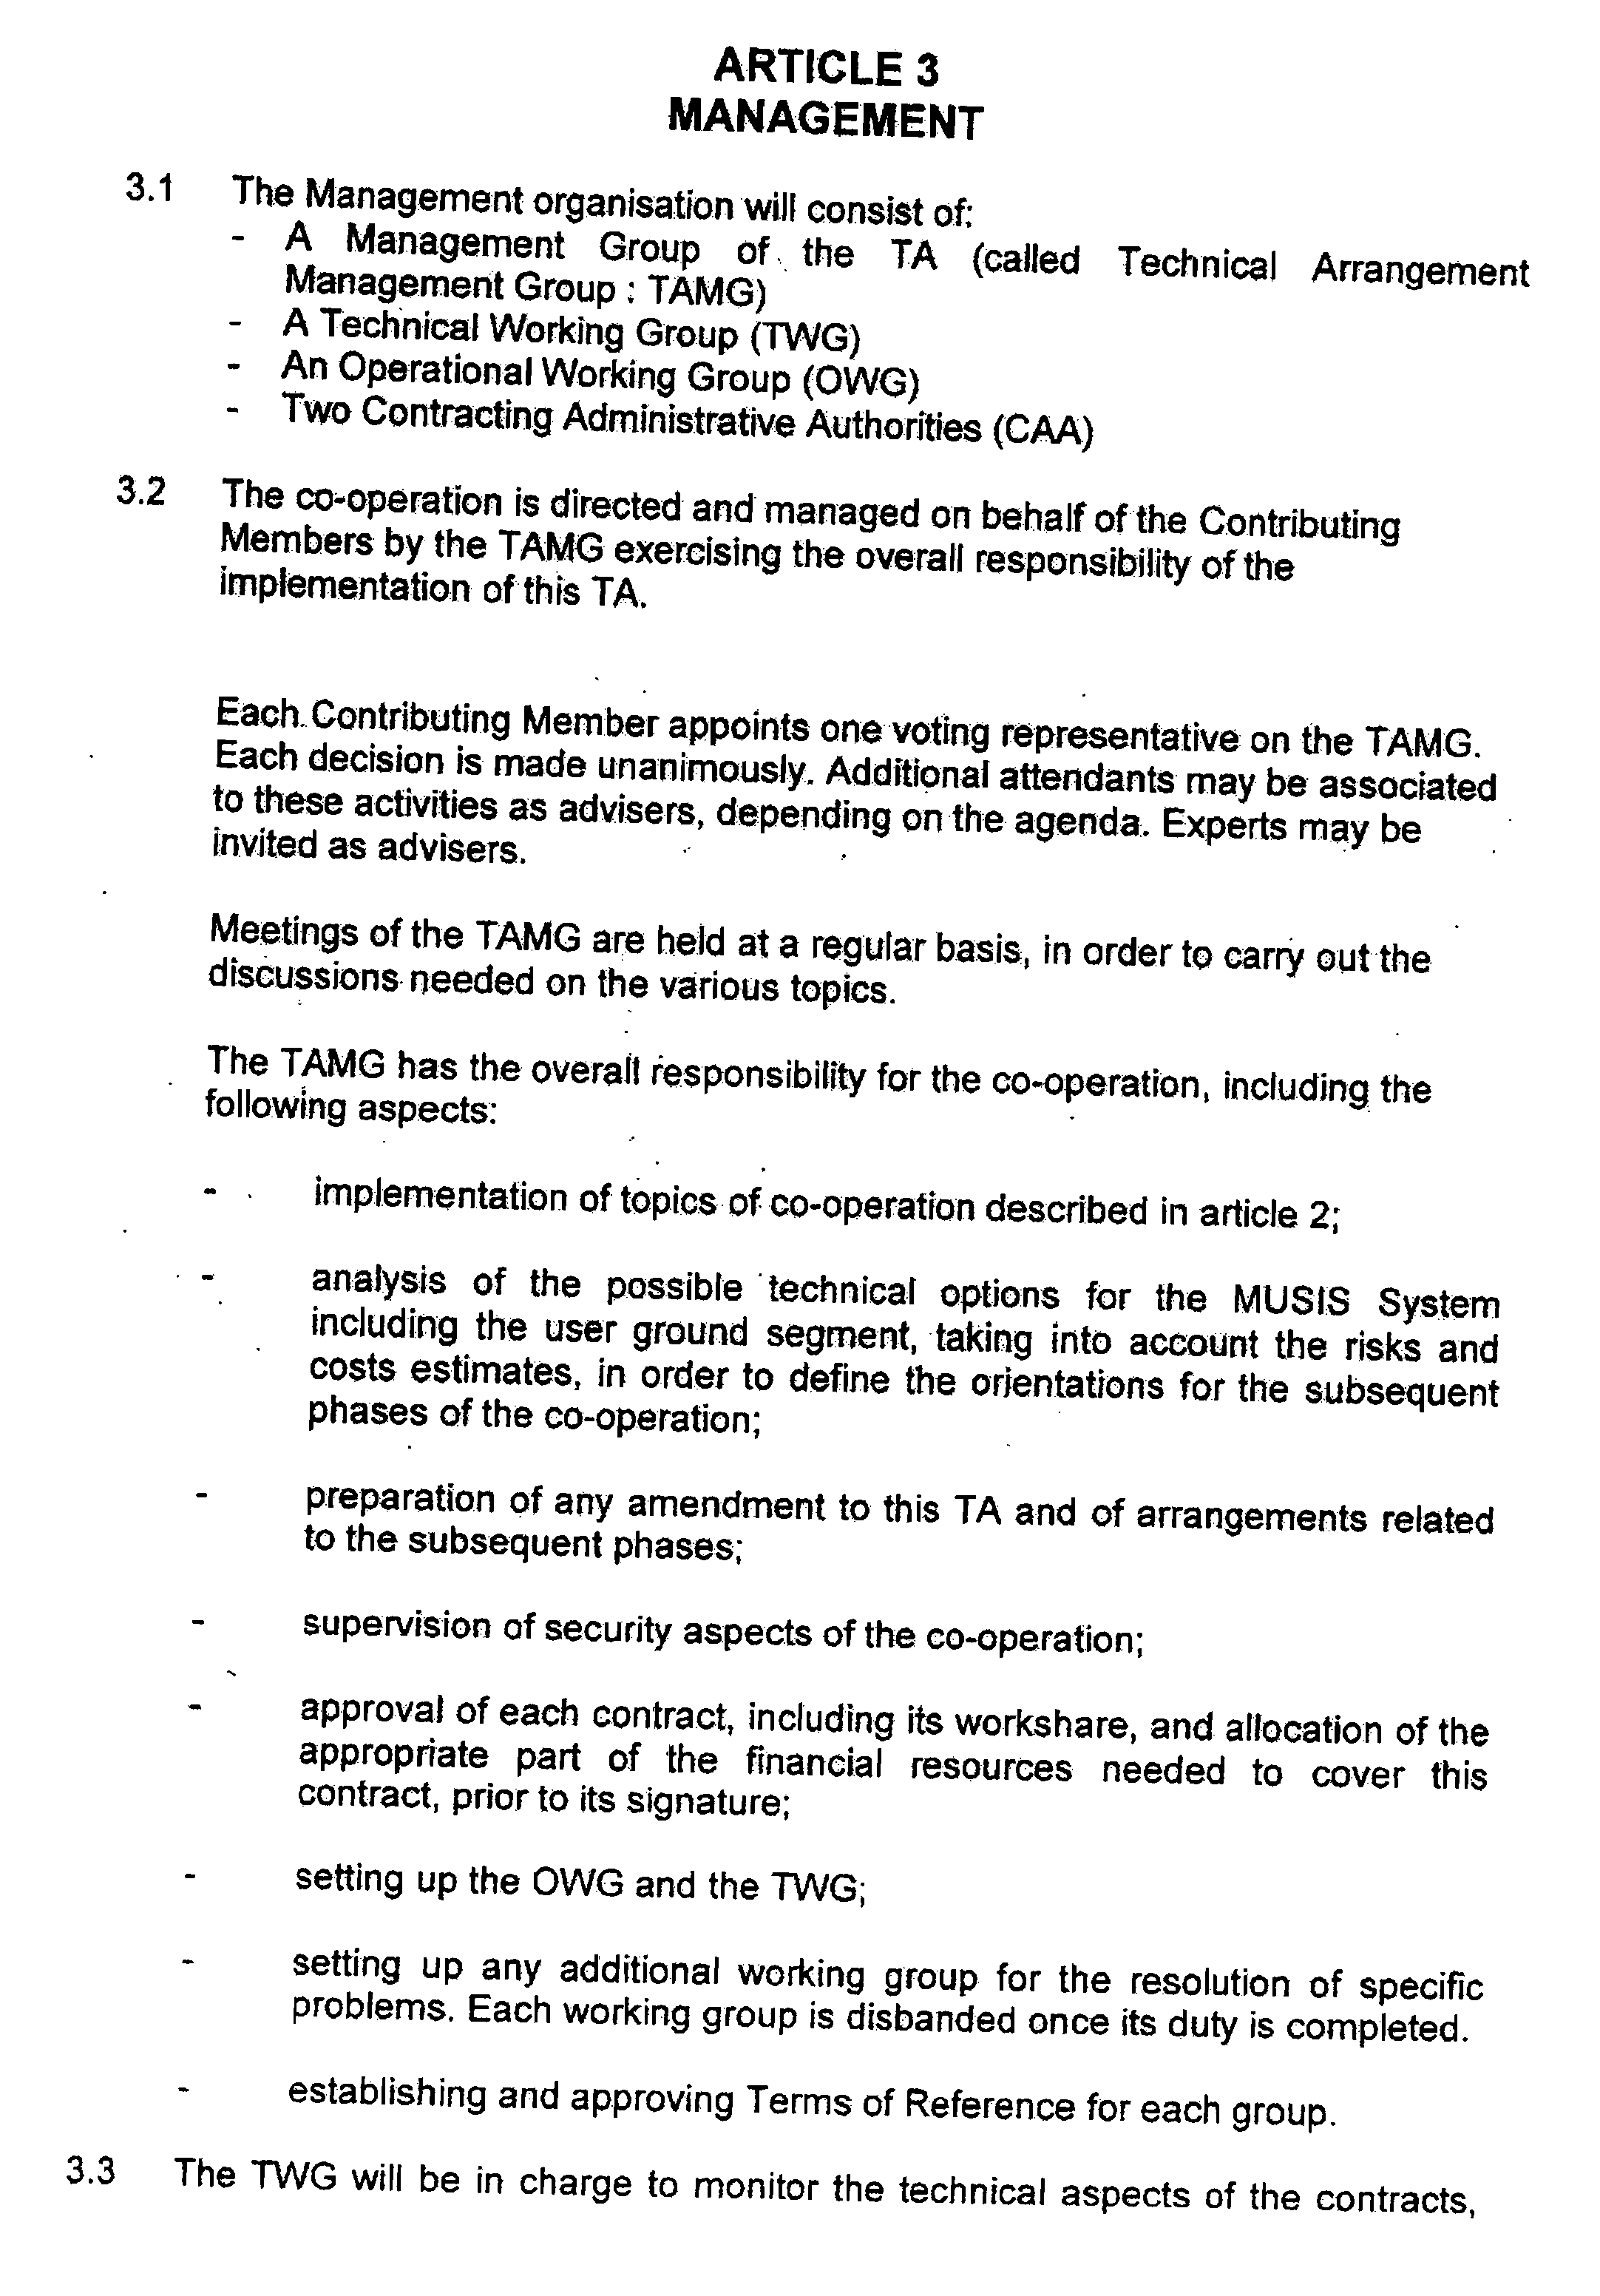 ARTICLE 3
MANAGEMENT
3.1 The Management organisation will consist of:
- A Management Group of the TA (called Technical Arrangement
Management Group : TAMG)
- A Technical Working Group (TWG)
- An Operational Working Group (OWG)
- Two Contracting Administrative Authorities (CAA)
3.2 The co-operation is directed and managed on behalf of the Contributing
Members by the TAMG exercising the overall responsibility of the
implementation of this TA.
Each Contributing Member appoints one voting representative on the TAMG.
Each decision is made unanimously. Additional attendants may be associated
to these activities as advisers, depending on the agenda. Experts may be
invited as advisers.
Meetings of the TAMG are held at a regular basis, in order to carry out the
discussions needed on the various topics.
The TAMG has the overall responsibility for the co-operation, including the
following aspects:
- implementation of topics of co-operation described in article 2;
- analysis of the possible technical options for the MUSIS System
including the user ground segment, taking into account the risks and
costs estimates, in order to define the orientations for the subsequent
phases of the co-operation;
- preparation of any amendment to this TA and of arrangements related
to the subsequent phases;
- supervision of security aspects of the co-operation;
- approval of each contract, including its workshare, and allocation of the
appropriate part of the financial resources needed to cover this
contract, prior to its signature;
- setting up the OWG and the TWG;
- setting up any additional working group for the resolution of specific
problems. Each working group is disbanded once its duty is completed.
- establishing and approving Terms of Reference for each group.
3.3 The TWG will be in charge to monitor the technical aspects of the contracts,